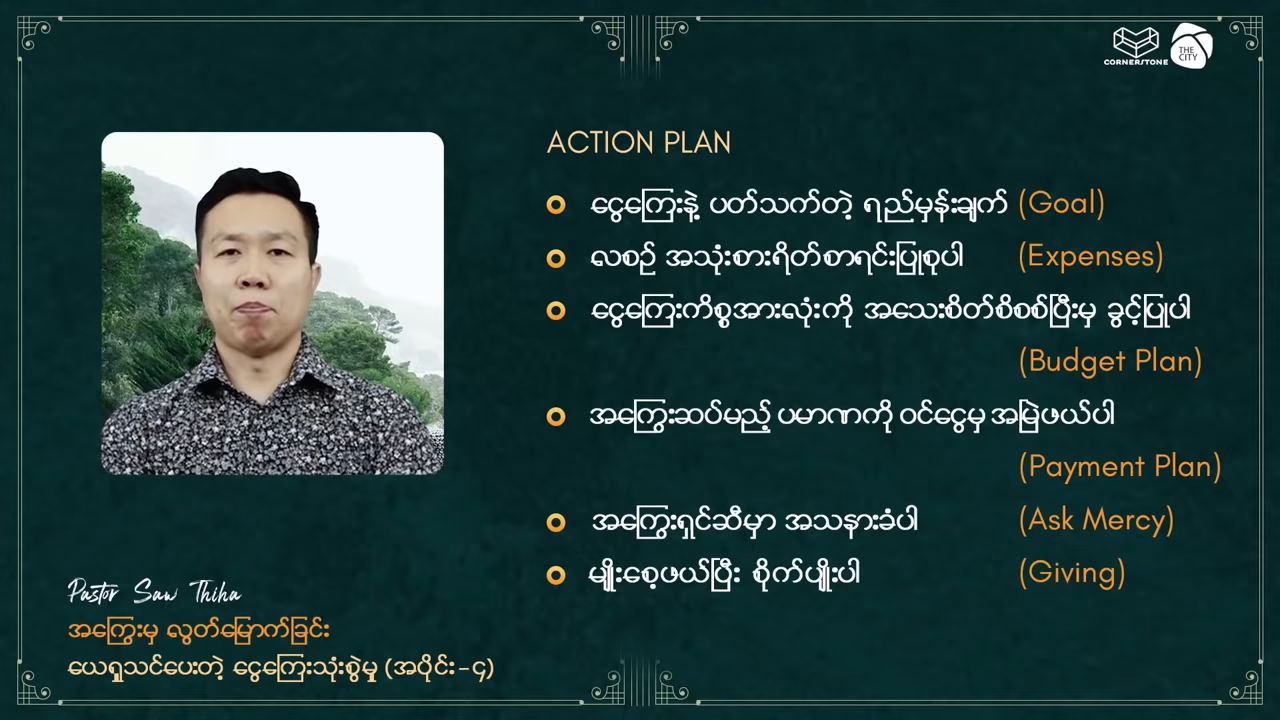 CORNERSTONE
THE
CITY
ACTION PLAN
ငွေကြေးနဲ့ ပတ်သက်တဲ့ ရည်မှန်းချက် (Goal)
လစဉ် အသုံးစားရိတ်စာရင်းပြုစုပါ (Expenses)
ငွေကြေးကိစ္စအားလုံးကို အသေးစိတ်စိစစ်ပြီးမှ ခွင့်ပြုပါ
(Budget Plan)
အကြွေးဆပ်မည့် ပမာဏကို ဝင်ငွေမှ အမြဲဖယ်ပါ
(Payment Plan)
အကြွေးရှင်ဆီမှာ အသနားခံပါ (Ask Mercy)
မျိုးစေ့ဖယ်ပြီး စိုက်ပျိုးပါ (Giving)
Pastor Saw Thiha
အကြွေးမှ လွတ်မြောက်ခြင်း
ယေရှုသင်ပေးတဲ့ ငွေကြေးသုံးစွဲမှု (အပိုင်း-၄)